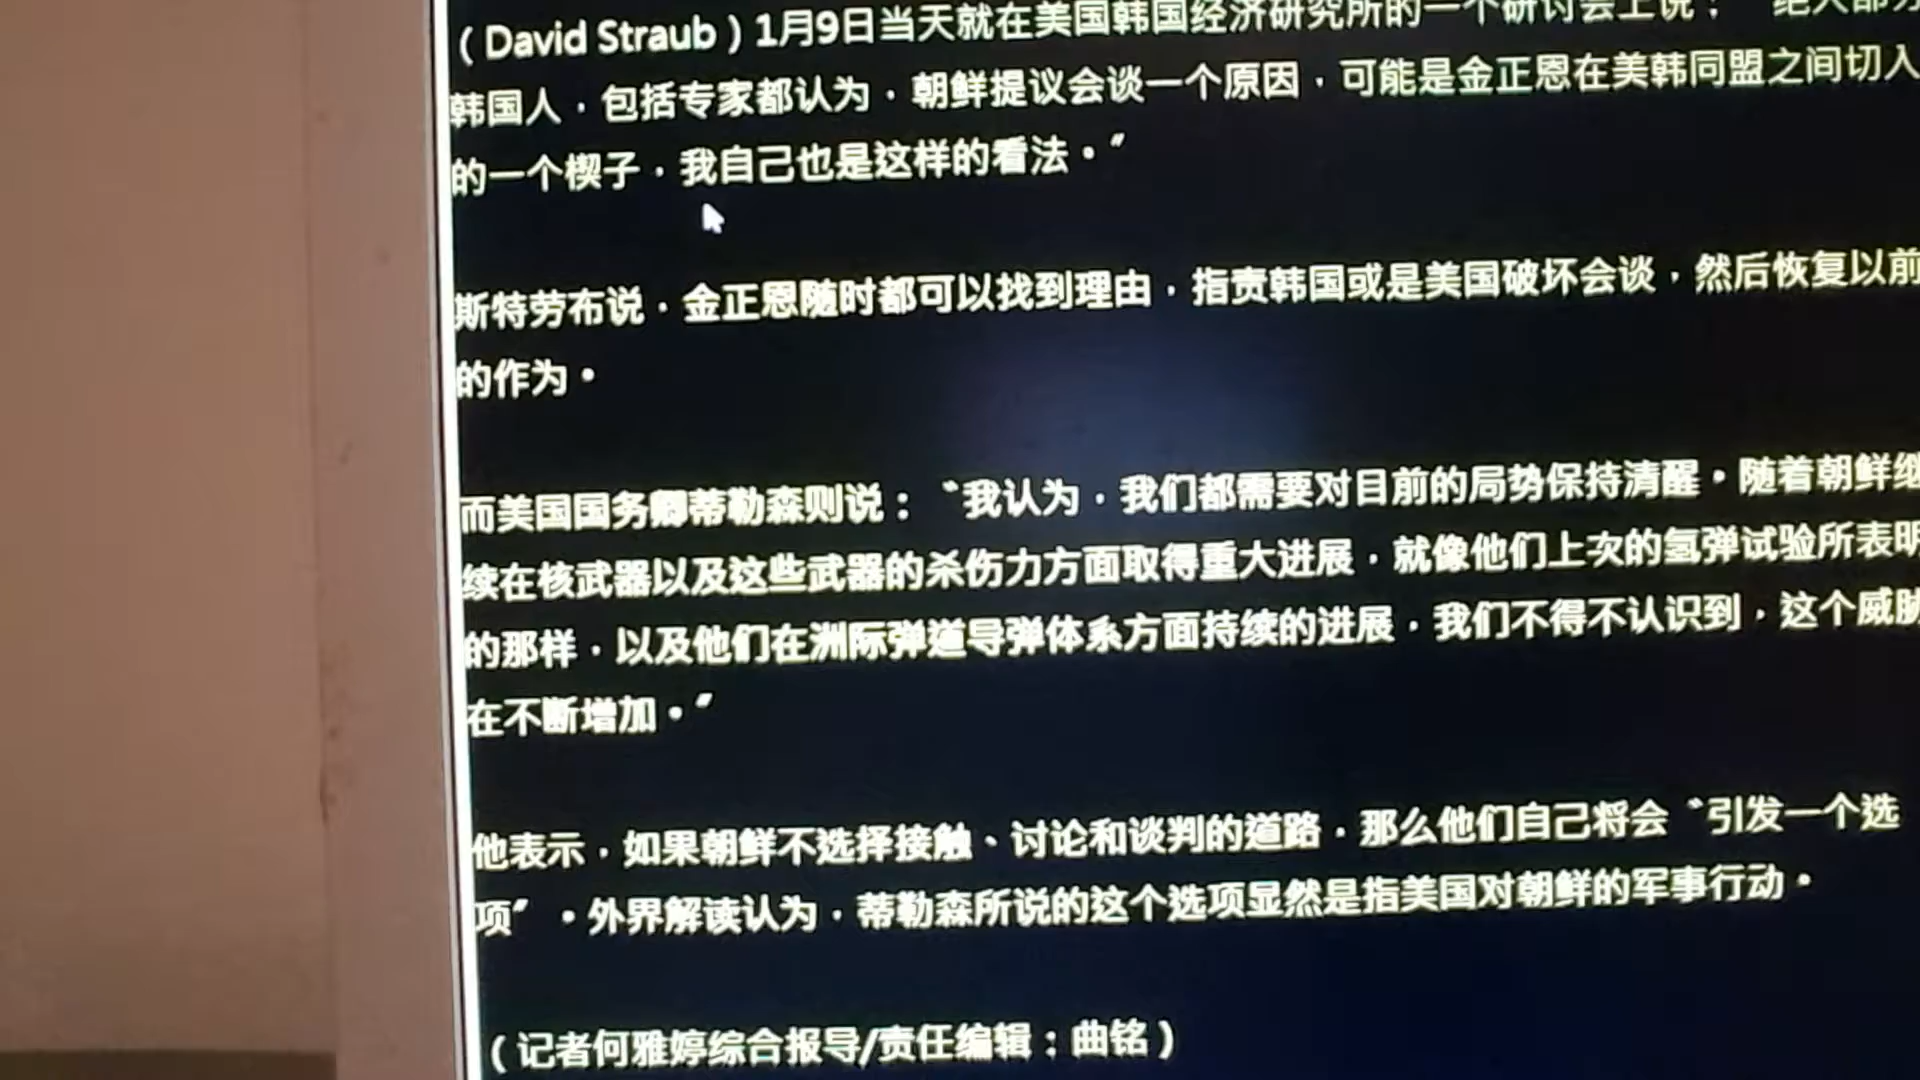 （David Straub）1月9日当天就在美国韩国经济研究所的一个研讨会上说：“绝大部分
韩国人，包括专家都认为，朝鲜提议会谈一个原因，可能是金正恩在美韩同盟之间切入
的一个楔子，我自己也是这样的看法。”
斯特劳布说，金正恩随时都可以找到理由，指责韩国或是美国破坏会谈，然后恢复以前
的作为。
而美国国务卿蒂勒森则说：“我认为，我们都需要对目前的局势保持清醒。随着朝鲜继
续在核武器以及这些武器的杀伤力方面取得重大进展，就像他们上次的氢弹试验所表明
的那样，以及他们在洲际弹道导弹体系方面持续的进展，我们不得不认识到，这个威胁
在不断增加。”
他表示，如果朝鲜不选择接触、讨论和谈判的道路，那么他们自己将会“引发一个选
项”。外界解读认为，蒂勒森所说的这个选项显然是指美国对朝鲜的军事行动。
（记者何雅婷综合报导/责任编辑：曲铭）